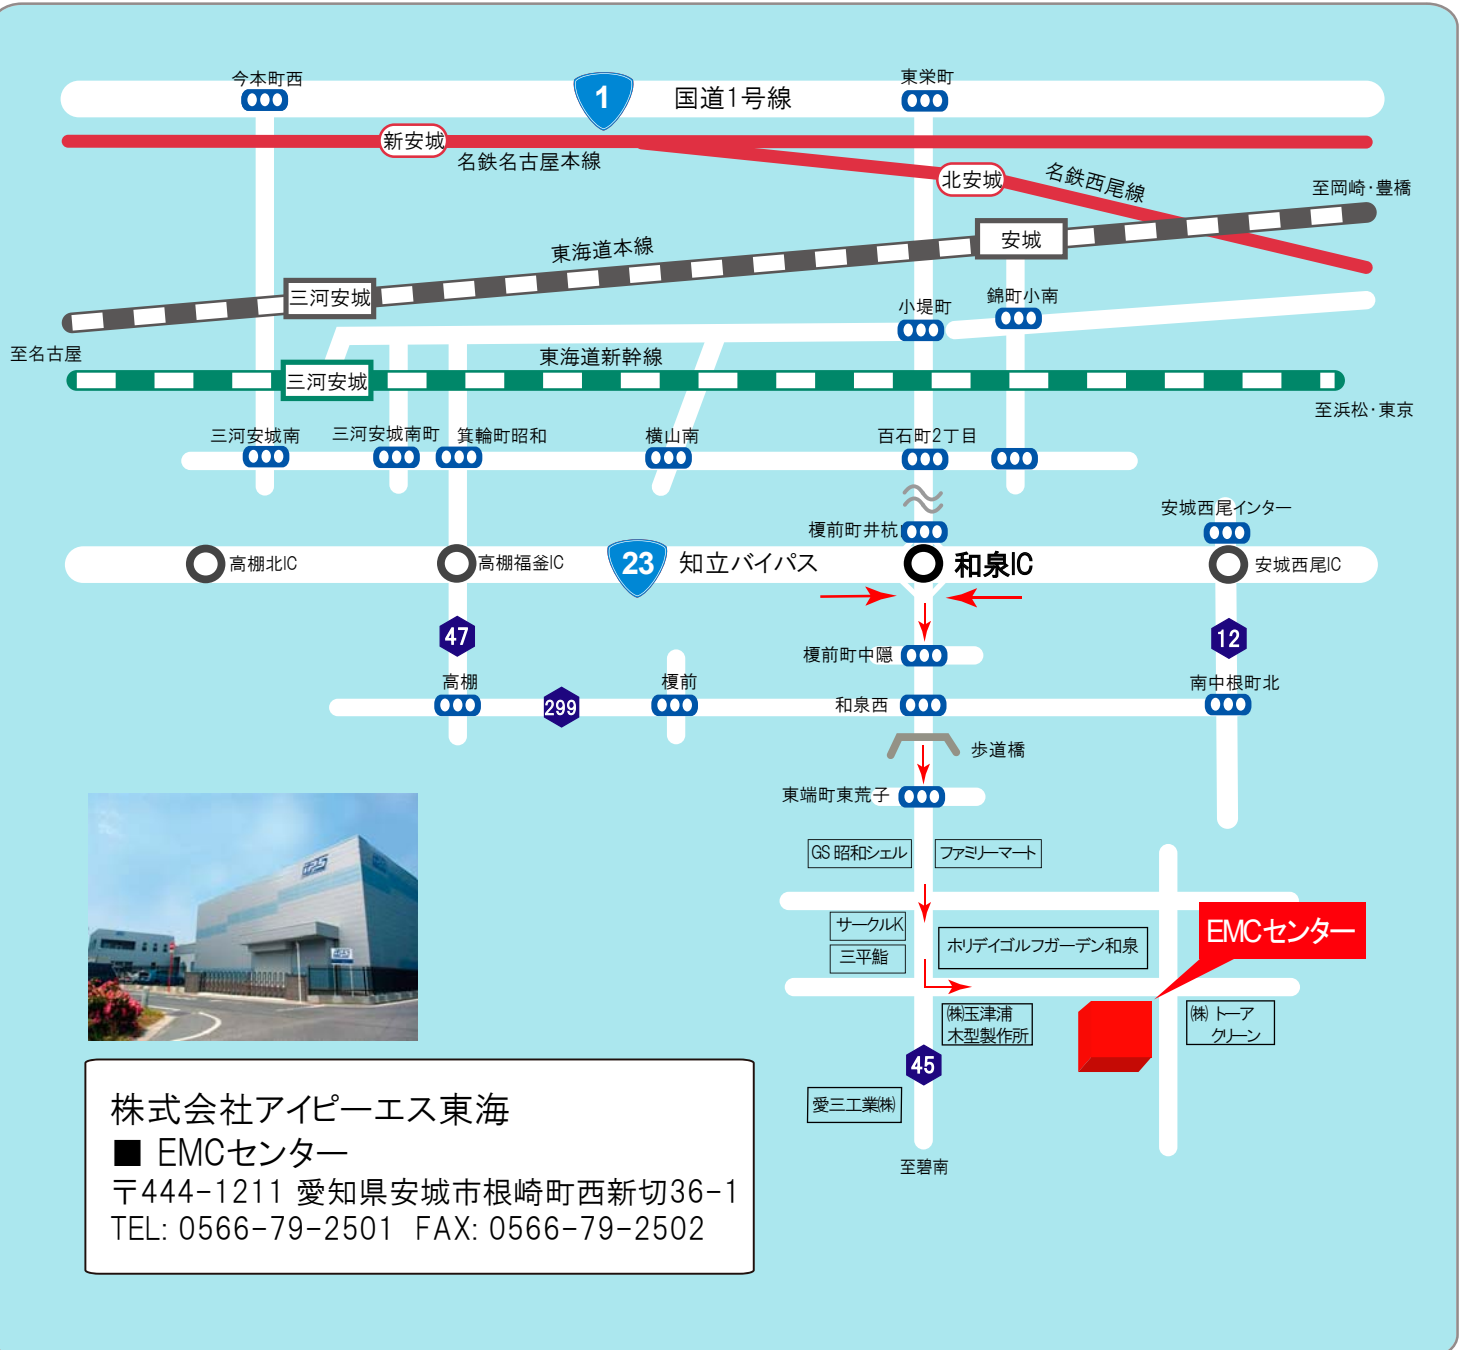 今本町西
1
国道1号線
東栄町
新安城
名鉄名古屋本線
北安城
名鉄西尾線
至岡崎・豊橋
東海道本線
安城
三河安城
小堤町
錦町小南
至名古屋
東海道新幹線
三河安城
至浜松・東京
三河安城南
三河安城南町
箕輪町昭和
横山南
百石町2丁目
安城西尾インター
榎前町井杭
高棚北IC
高棚福釜IC
23
知立バイパス
和泉IC
安城西尾IC
47
12
榎前町中隠
高棚
299
榎前
和泉西
南中根町北
歩道橋
東端町東荒子
GS 昭和シェル
ファミリーマート
サークルK
三平鮨
ホリデイゴルフガーデン和泉
EMCセンター
㈱玉津浦
木型製作所
㈱ トーア
クリーン
45
愛三工業㈱
至碧南
株式会社アイピーエス東海
■ EMCセンター
〒444-1211 愛知県安城市根崎町西新切36-1
TEL: 0566-79-2501 FAX: 0566-79-2502